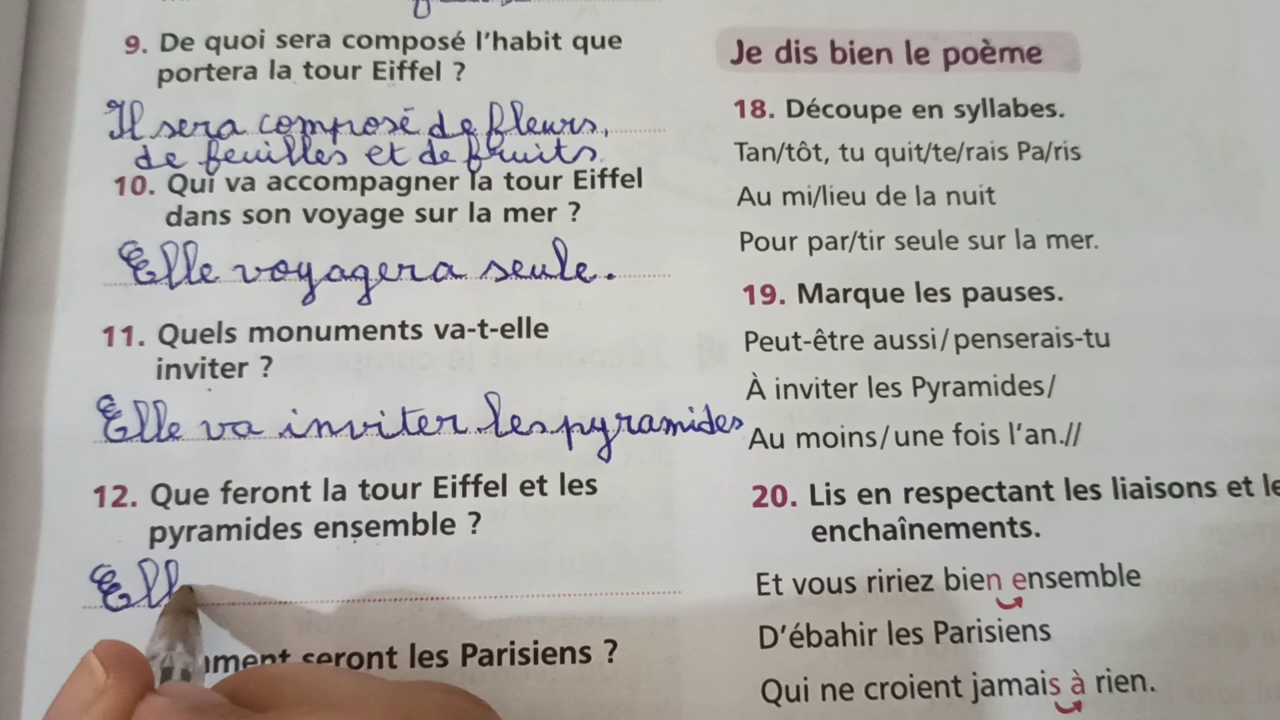 9. De quoi sera composé l'habit que
portera la tour Eiffel ?
Il sera composé de fleurs,
de feuilles et de fruits.
10. Qui va accompagner la tour Eiffel
dans son voyage sur la mer ?
Elle voyagera seule.
11. Quels monuments va-t-elle
inviter ?
Elle va inviter les pyramides
12. Que feront la tour Eiffel et les
pyramides ensemble ?
Ell
seront les Parisiens ?
Je dis bien le poème
18. Découpe en syllabes.
Tan/tôt, tu quit/te/rais Pa/ris
Au mi/lieu de la nuit
Pour par/tir seule sur la mer.
19. Marque les pauses.
Peut-être aussi/penserais-tu
À inviter les Pyramides/
Au moins/une fois l'an.//
20. Lis en respectant les liaisons et le
enchaînements.
Et vous ririez bien ensemble
D'ébahir les Parisiens
Qui ne croient jamais à rien.